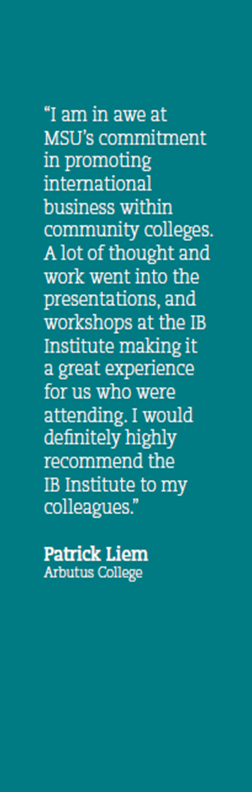 “I am in awe at
MSU’s commitment
in promoting
international
business within
community colleges.
A lot of thought and
work went into the
presentations, and
workshops at the IB
Institute making it
a great experience
for us who were
attending. I would
definitely highly
recommend the
IB Institute to my
colleagues.”
Patrick Liem
Arbutus College